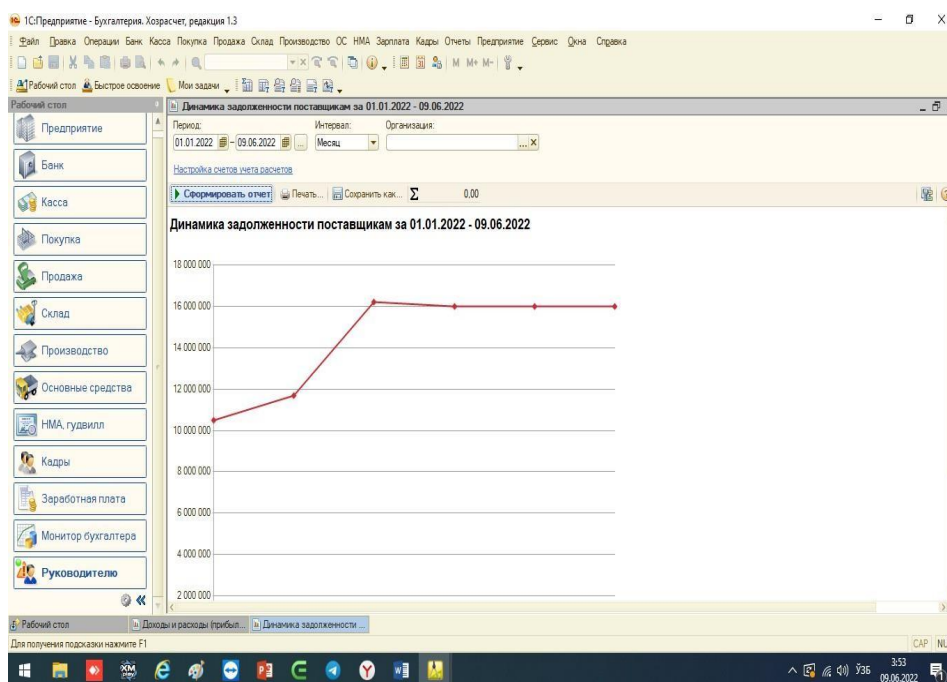 1С:Предприятие - Бухгалтерия. Хозрасчет, редакция 1.3
Файл Правка Операции Банк Касса Покупка Продажа Склад Производство ОС НМА Зарплата Кадры Отчеты Предприятие Сервис Окна Справка
M M+ M-
Рабочий стол Быстрое освоение Мои задачи
Рабочий стол
Динамика задолженности поставщикам за 01.01.2022 - 09.06.2022
Предприятие
Банк
Касса
Покупка
Продажа
Склад
Производство
Основные средства
НМА, гудвилл
Кадры
Заработная плата
Монитор бухгалтера
Руководителю
Период: Интервал: Организация:
01.01.2022 - 09.06.2022 ... Месяц ... X
Настройка счетов учета расчетов
Сформировать отчет Печать... Сохранить как... Σ 0.00
Динамика задолженности поставщикам за 01.01.2022 - 09.06.2022
18 000 000
16 000 000
14 000 000
12 000 000
10 000 000
8 000 000
6 000 000
4 000 000
2 000 000
Рабочий стол Доходы и расходы (прибыл... Динамика задолженности ...
Для получения подсказки нажмите F1 CAP NU
XM play ЎЗБ 3:53
09.06.2022